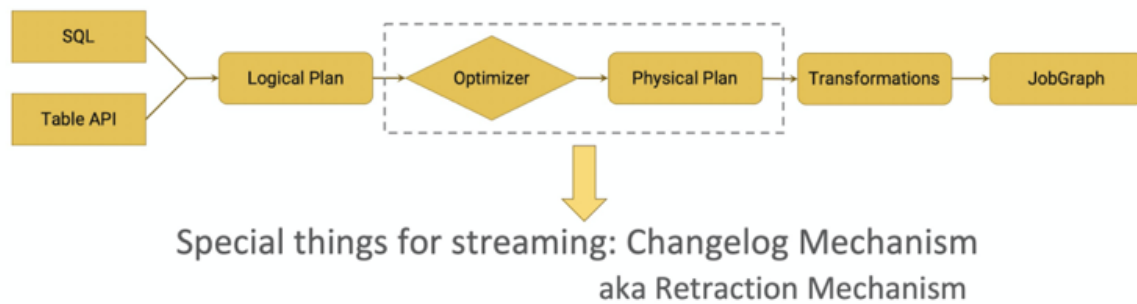 SQL
Table API
Logical Plan
Optimizer
Physical Plan
Transformations
JobGraph
Special things for streaming: Changelog Mechanism
aka Retraction Mechanism